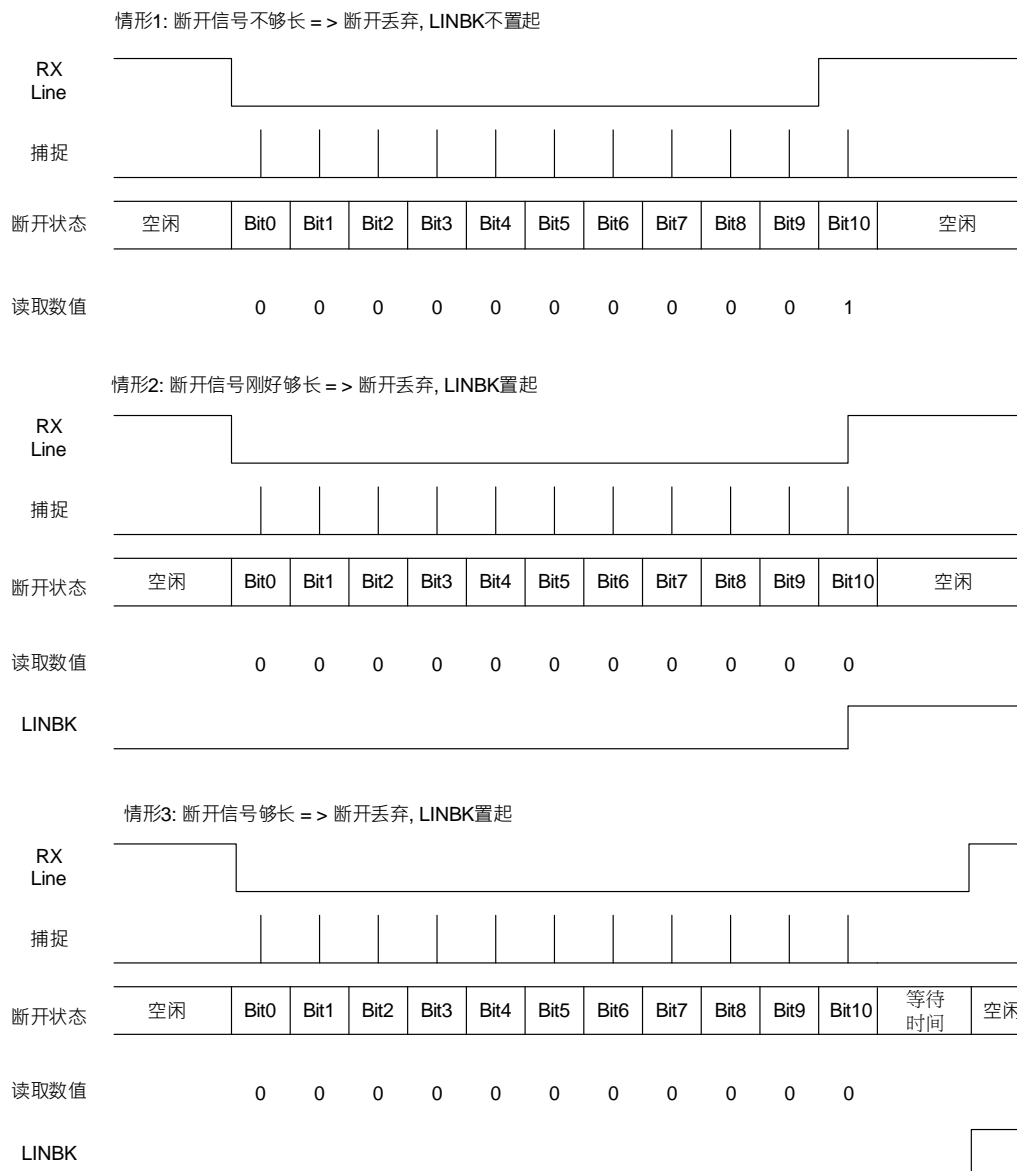 情形1: 断开信号不够长 = > 断开丢弃, LINBK不置起
RX
Line
捕捉
断开状态 空闲 Bit0 Bit1 Bit2 Bit3 Bit4 Bit5 Bit6 Bit7 Bit8 Bit9 Bit10 空闲
读取数值 0 0 0 0 0 0 0 0 0 0 1
情形2: 断开信号刚好够长 = > 断开丢弃, LINBK置起
RX
Line
捕捉
断开状态 空闲 Bit0 Bit1 Bit2 Bit3 Bit4 Bit5 Bit6 Bit7 Bit8 Bit9 Bit10 空闲
读取数值 0 0 0 0 0 0 0 0 0 0 0
LINBK
情形3: 断开信号够长 = > 断开丢弃, LINBK置起
RX
Line
捕捉
断开状态 空闲 Bit0 Bit1 Bit2 Bit3 Bit4 Bit5 Bit6 Bit7 Bit8 Bit9 Bit10 等待
时间 空闲
读取数值 0 0 0 0 0 0 0 0 0 0 0
LINBK